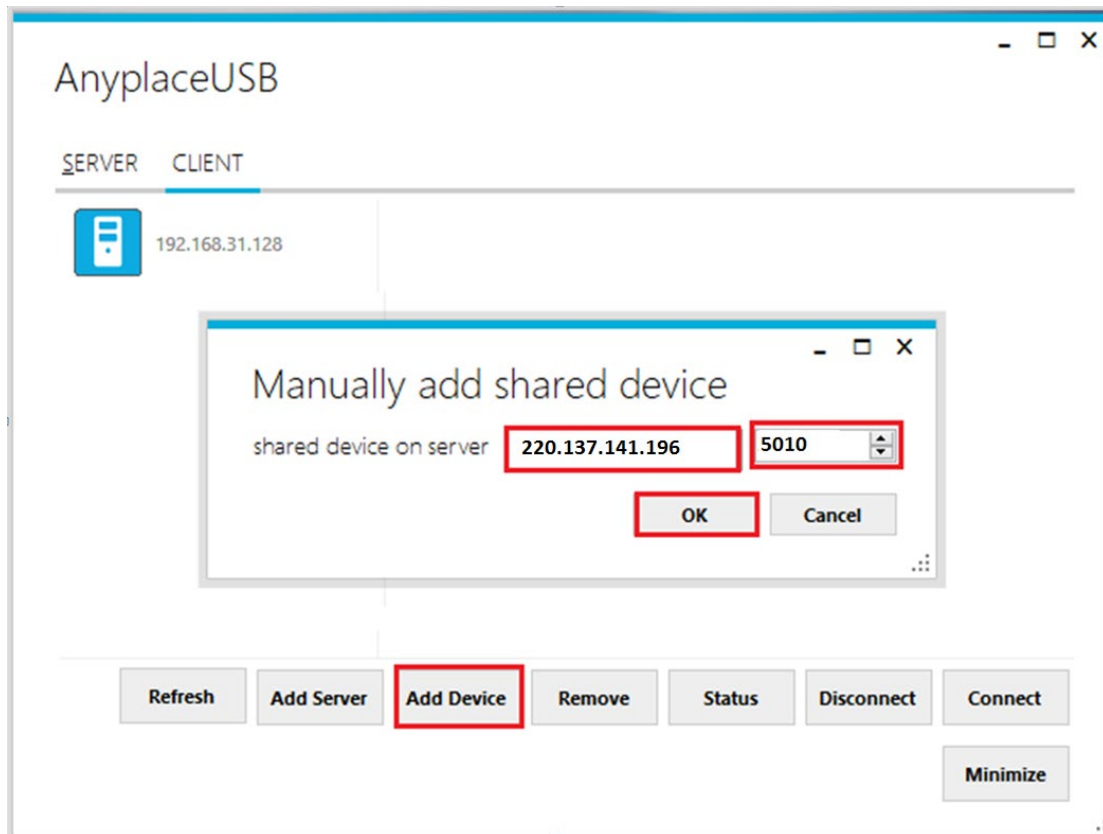 AnyplaceUSB
SERVER CLIENT
192.168.31.128
Manually add shared device
shared device on server 220.137.141.196 5010
OK Cancel
Refresh Add Server Add Device Remove Status Disconnect Connect
Minimize